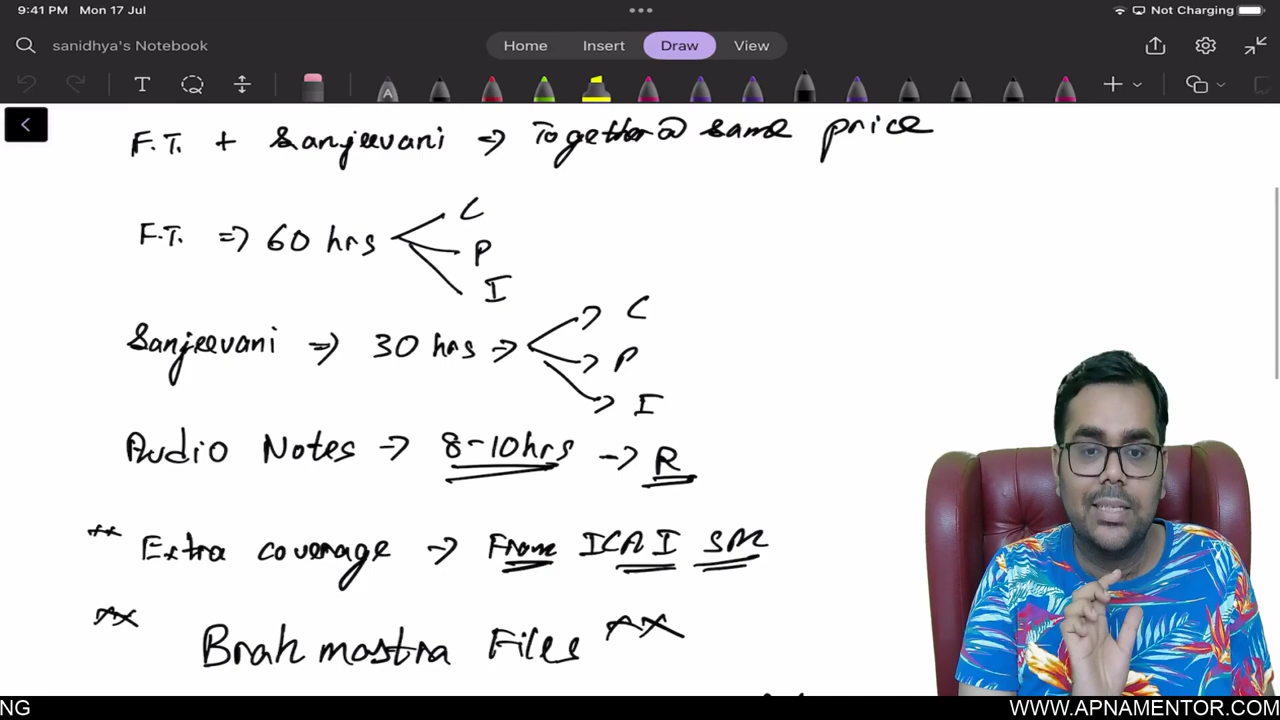 9:41 PM Mon 17 Jul
Not Charging
sanidhya's Notebook
Home Insert Draw View
T
A
F.T. + Sanjeevani => Together @ same price
F.T. => 60 hrs
C
P
I
Sanjeevani => 30 hrs =>
-> C
-> P
-> I
Audio Notes -> 8-10hrs -> R
** Extra coverage -> From ICAI SM
** Brahmastra Files **
NG
WWW.APNAMENTOR.COM